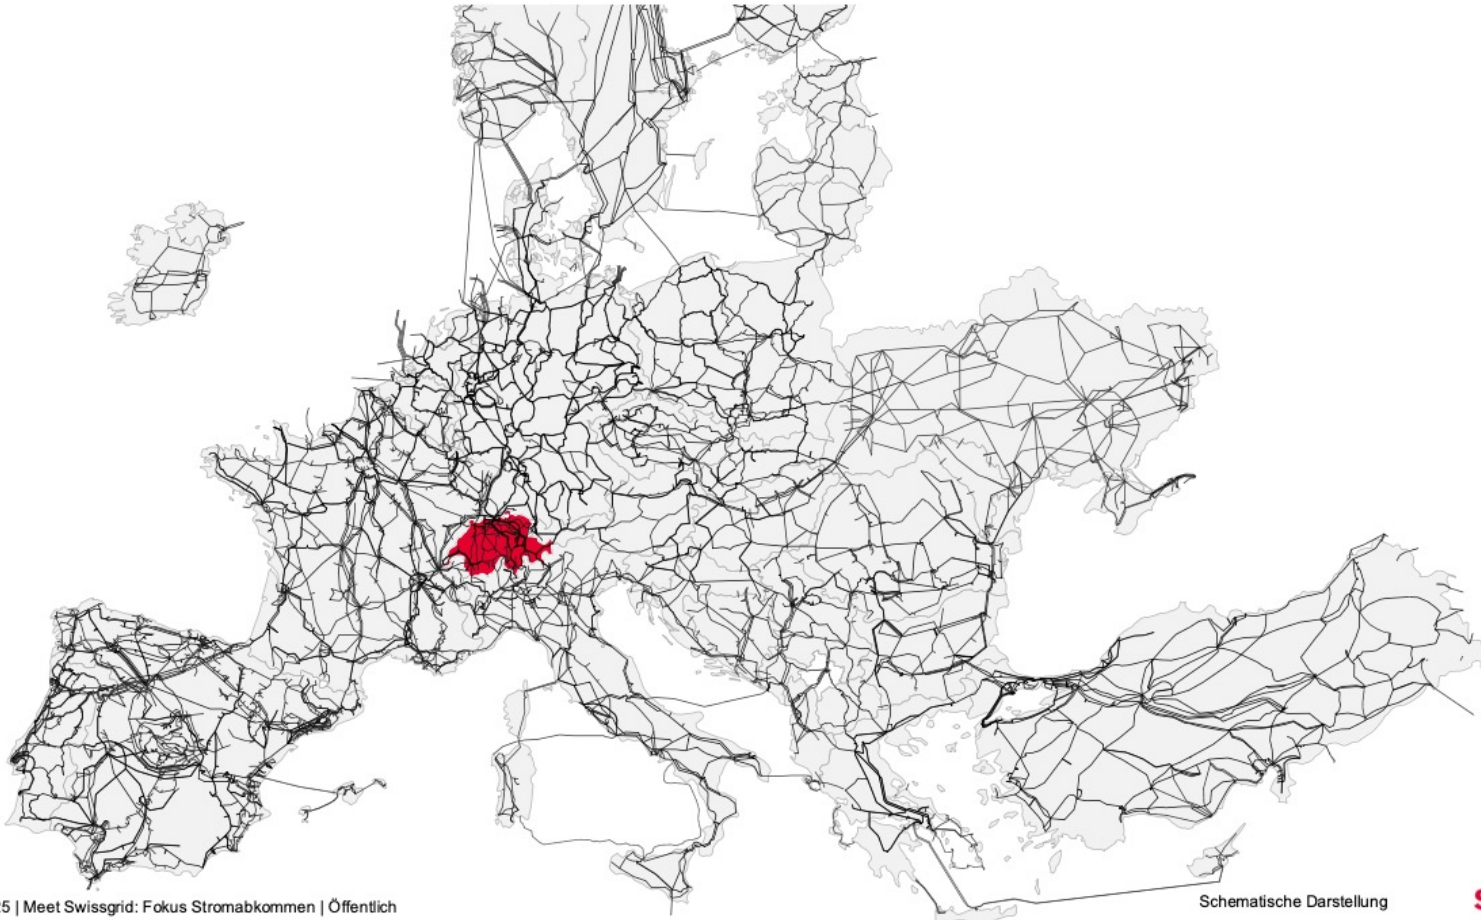 5 | Meet Swissgrid: Fokus Stromabkommen | Öffentlich
Schematische Darstellung